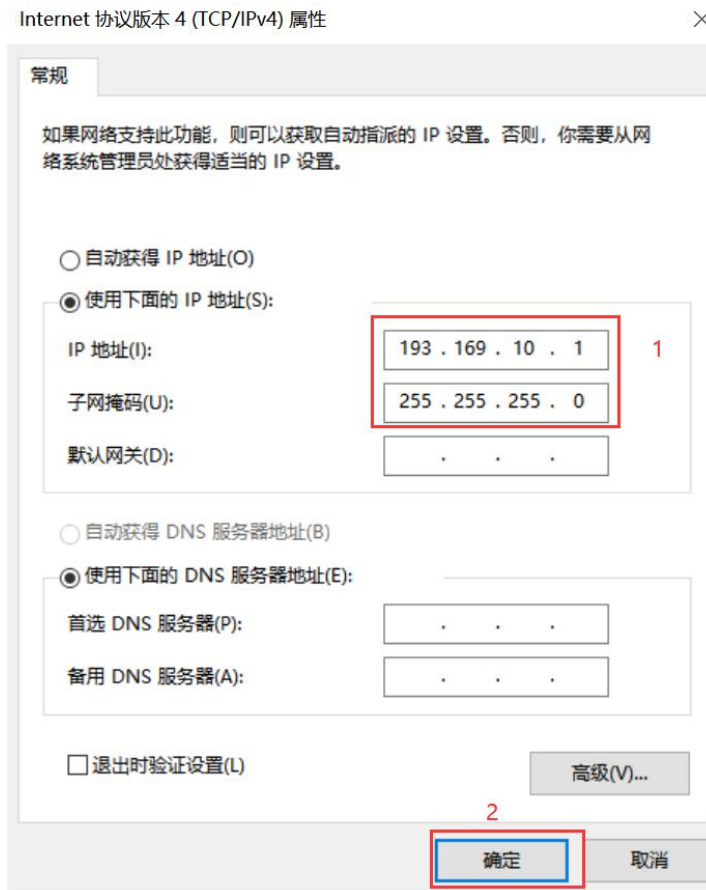 Internet 协议版本 4 (TCP/IPv4) 属性
常规
如果网络支持此功能，则可以获取自动指派的 IP 设置。否则，你需要从网
络系统管理员处获得适当的 IP 设置。
自动获得 IP 地址(O)
使用下面的 IP 地址(S):
IP 地址(I): 193 . 169 . 10 . 1
1
子网掩码(U): 255 . 255 . 255 . 0
默认网关(D): . . .
自动获得 DNS 服务器地址(B)
使用下面的 DNS 服务器地址(E):
首选 DNS 服务器(P): . . .
备用 DNS 服务器(A): . . .
退出时验证设置(L)
高级(V)...
2
确定 取消